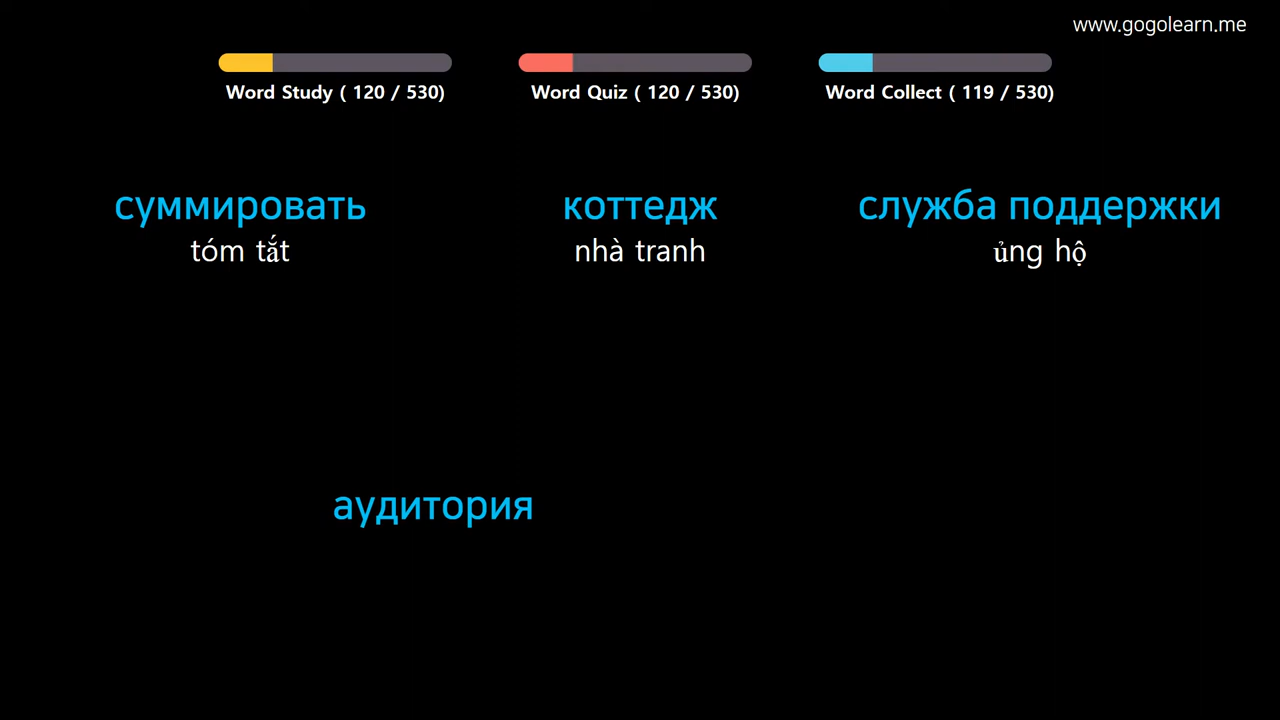 www.gogolearn.me
Word Study ( 120 / 530)
Word Quiz ( 120 / 530)
Word Collect ( 119 / 530)
суммировать
tóm tắt
коттедж
nhà tranh
служба поддержки
ủng hộ
аудитория